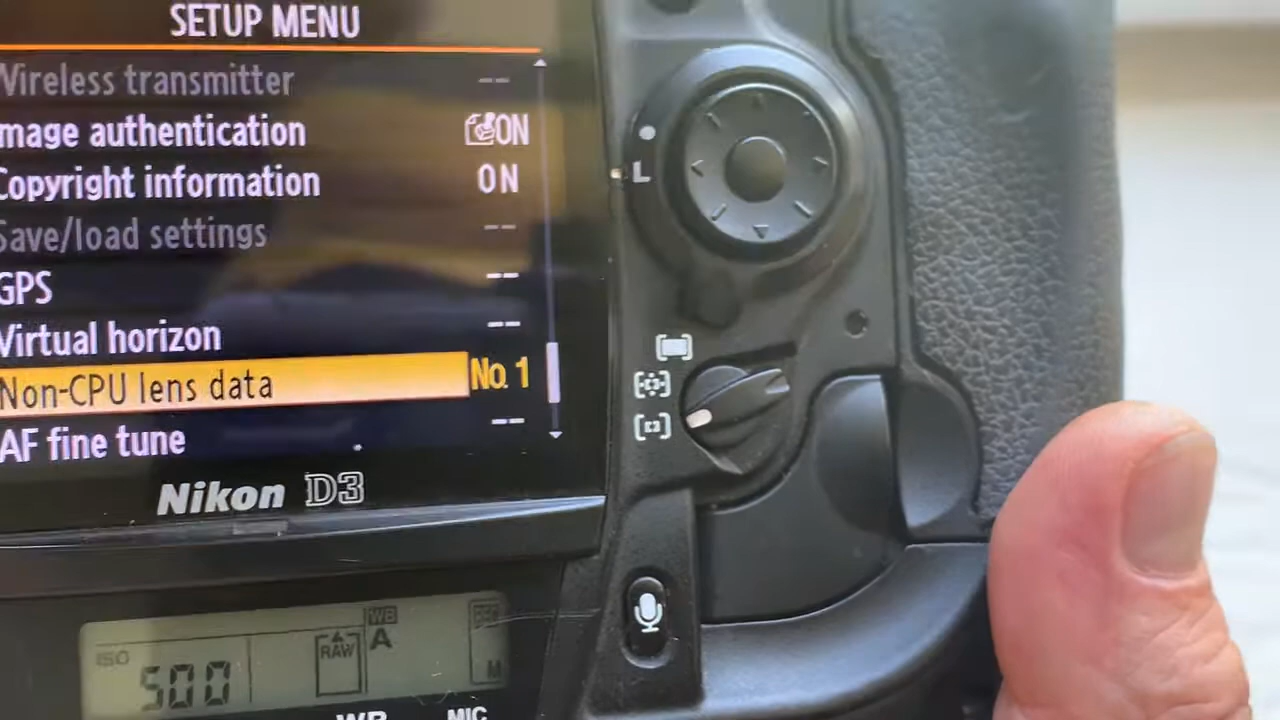 SETUP MENU
Wireless transmitter --
mage authentication ON
Copyright information ON
Save/load settings --
GPS --
Virtual horizon --
Non-CPU lens data No. 1
AF fine tune --
Nikon D3
L
ISO 500 RAW WB A REC M
WB MIC